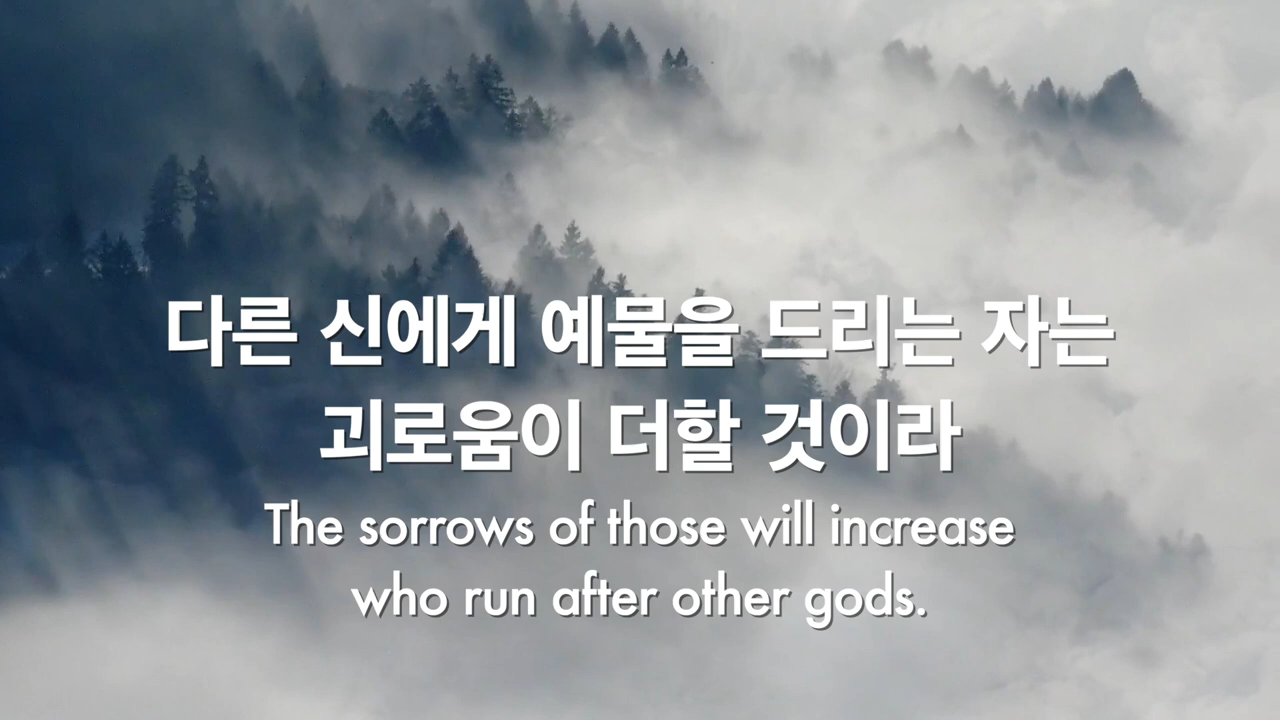 다른 신에게 예물을 드리는 자는
괴로움이 더할 것이라
The sorrows of those will increase
who run after other gods.